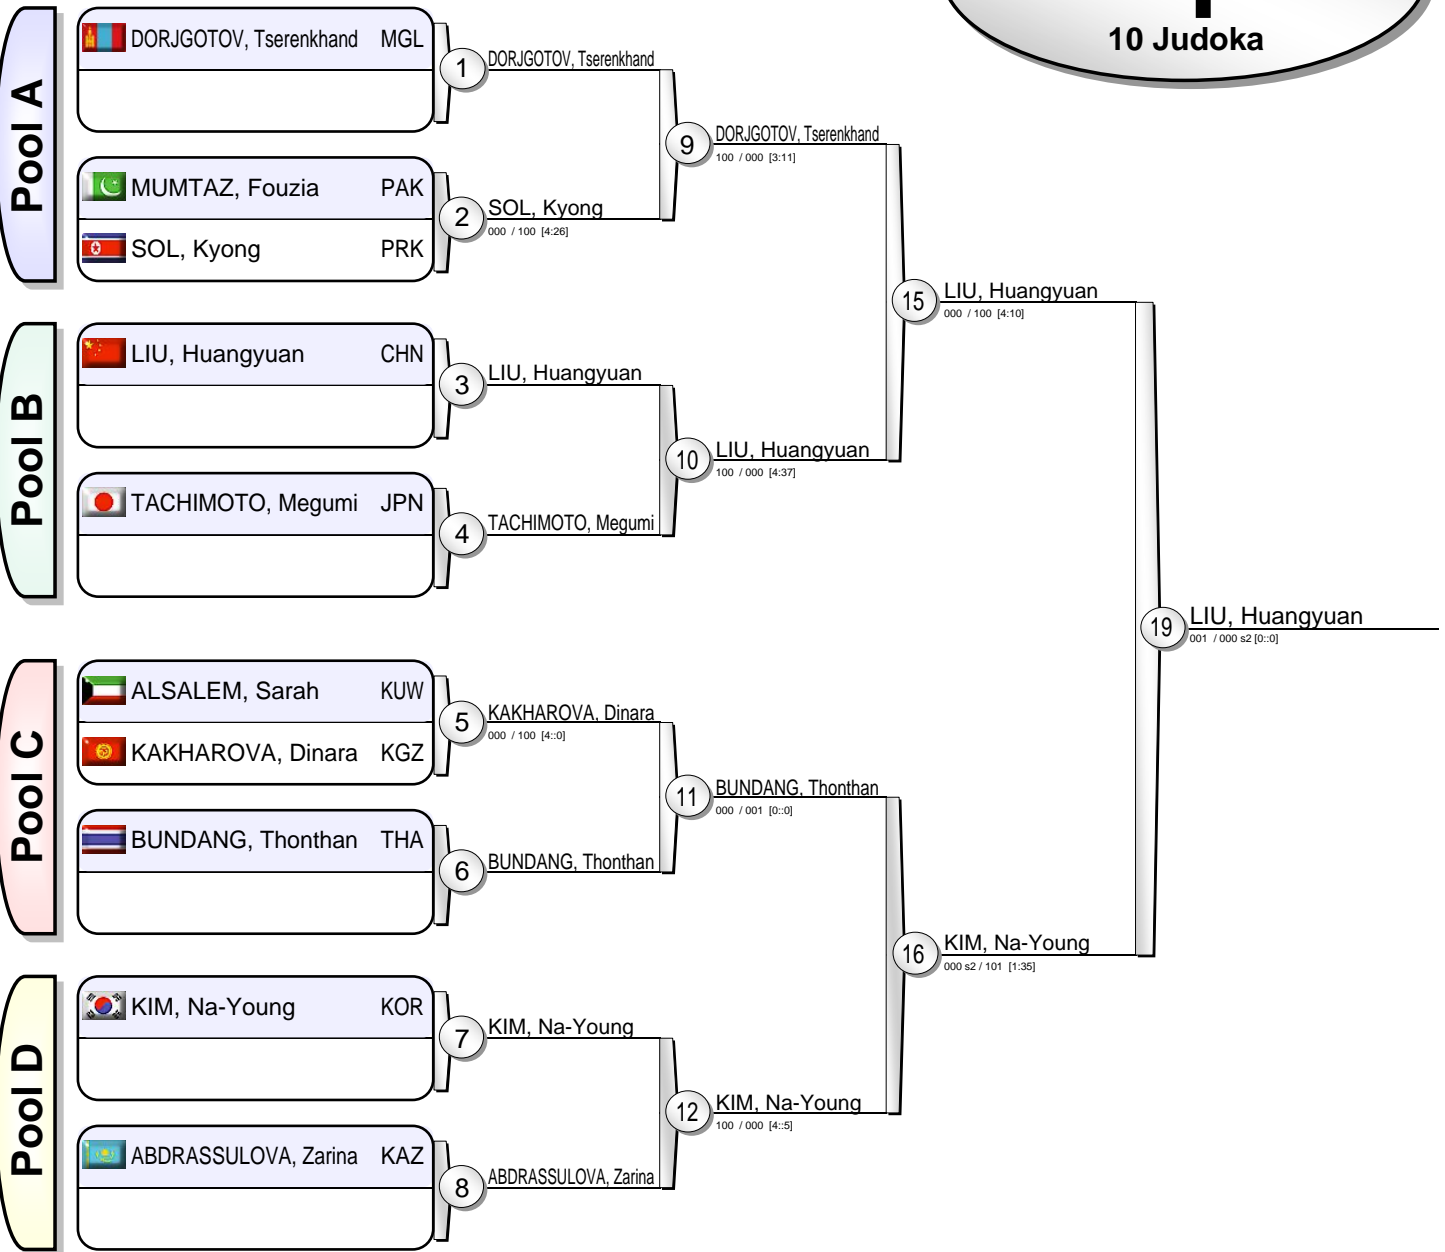 10 Judoka
Pool A
DORJGOTOV, Tserenkhand MGL
MUMTAZ, Fouzia PAK
SOL, Kyong PRK
1
DORJGOTOV, Tserenkhand
2
SOL, Kyong
000 / 100 [4:26]
9
DORJGOTOV, Tserenkhand
100 / 000 [3:11]
Pool B
LIU, Huangyuan CHN
TACHIMOTO, Megumi JPN
3
LIU, Huangyuan
4
TACHIMOTO, Megumi
10
LIU, Huangyuan
100 / 000 [4:37]
15
LIU, Huangyuan
000 / 100 [4:10]
Pool C
ALSALEM, Sarah KUW
KAKHAROVA, Dinara KGZ
BUNDANG, Thonthan THA
5
KAKHAROVA, Dinara
000 / 100 [4::0]
6
BUNDANG, Thonthan
11
BUNDANG, Thonthan
000 / 001 [0::0]
Pool D
KIM, Na-Young KOR
ABDRASSULOVA, Zarina KAZ
7
KIM, Na-Young
8
ABDRASSULOVA, Zarina
12
KIM, Na-Young
100 / 000 [4::5]
16
KIM, Na-Young
000 s2 / 101 [1:35]
19
LIU, Huangyuan
001 / 000 s2 [0::0]